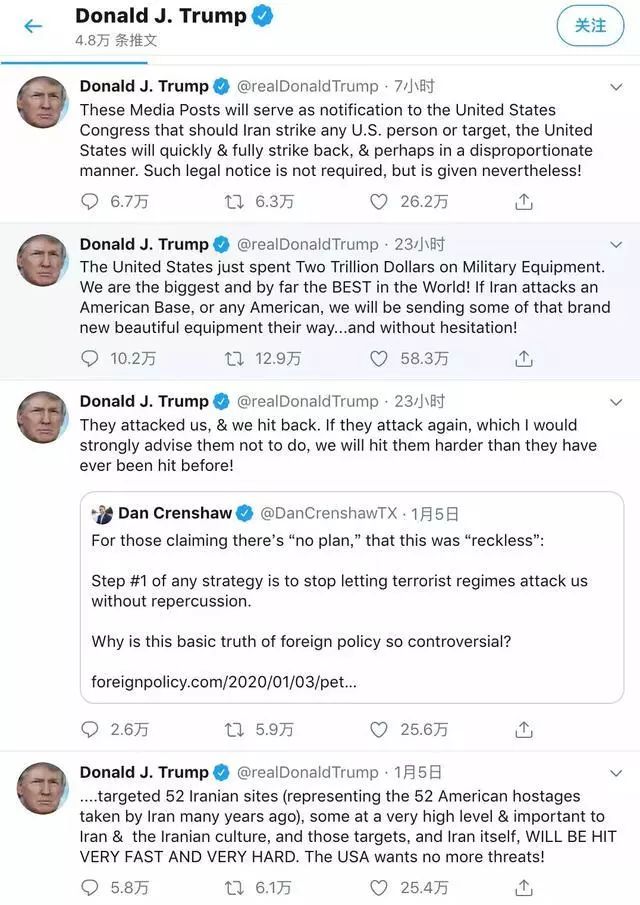 Donald J. Trump
4.8万 条推文
关注
Donald J. Trump @realDonaldTrump · 7小时
These Media Posts will serve as notification to the United States
Congress that should Iran strike any U.S. person or target, the United
States will quickly & fully strike back, & perhaps in a disproportionate
manner. Such legal notice is not required, but is given nevertheless!
6.7万 6.3万 26.2万
Donald J. Trump @realDonaldTrump · 23小时
The United States just spent Two Trillion Dollars on Military Equipment.
We are the biggest and by far the BEST in the World! If Iran attacks an
American Base, or any American, we will be sending some of that brand
new beautiful equipment their way...and without hesitation!
10.2万 12.9万 58.3万
Donald J. Trump @realDonaldTrump · 23小时
They attacked us, & we hit back. If they attack again, which I would
strongly advise them not to do, we will hit them harder than they have
ever been hit before!
Dan Crenshaw @DanCrenshawTX · 1月5日
For those claiming there’s “no plan,” that this was “reckless”:
Step #1 of any strategy is to stop letting terrorist regimes attack us
without repercussion.
Why is this basic truth of foreign policy so controversial?
foreignpolicy.com/2020/01/03/pet...
2.6万 5.9万 25.6万
Donald J. Trump @realDonaldTrump · 1月5日
....targeted 52 Iranian sites (representing the 52 American hostages
taken by Iran many years ago), some at a very high level & important to
Iran & the Iranian culture, and those targets, and Iran itself, WILL BE HIT
VERY FAST AND VERY HARD. The USA wants no more threats!
5.8万 6.1万 25.4万